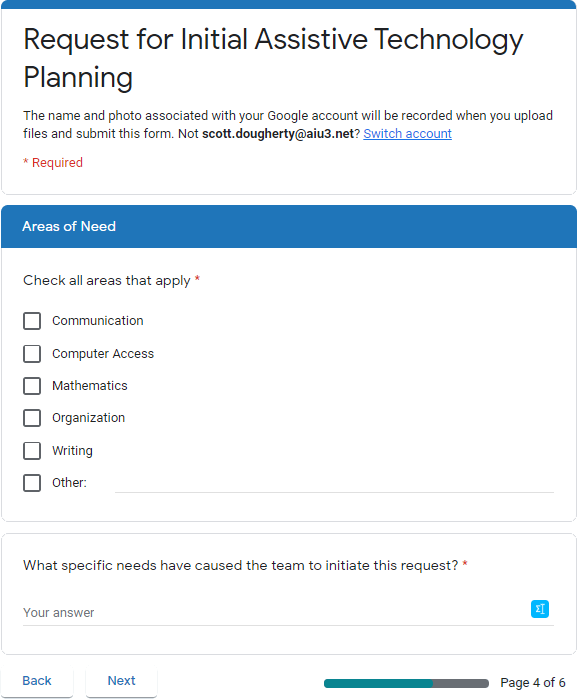 Request for Initial Assistive Technology
Planning
The name and photo associated with your Google account will be recorded when you upload
files and submit this form. Not scott.dougherty@aiu3.net? Switch account
* Required
Areas of Need
Check all areas that apply *
Communication
Computer Access
Mathematics
Organization
Writing
Other:
What specific needs have caused the team to initiate this request? *
Your answer
Back
Next
Page 4 of 6